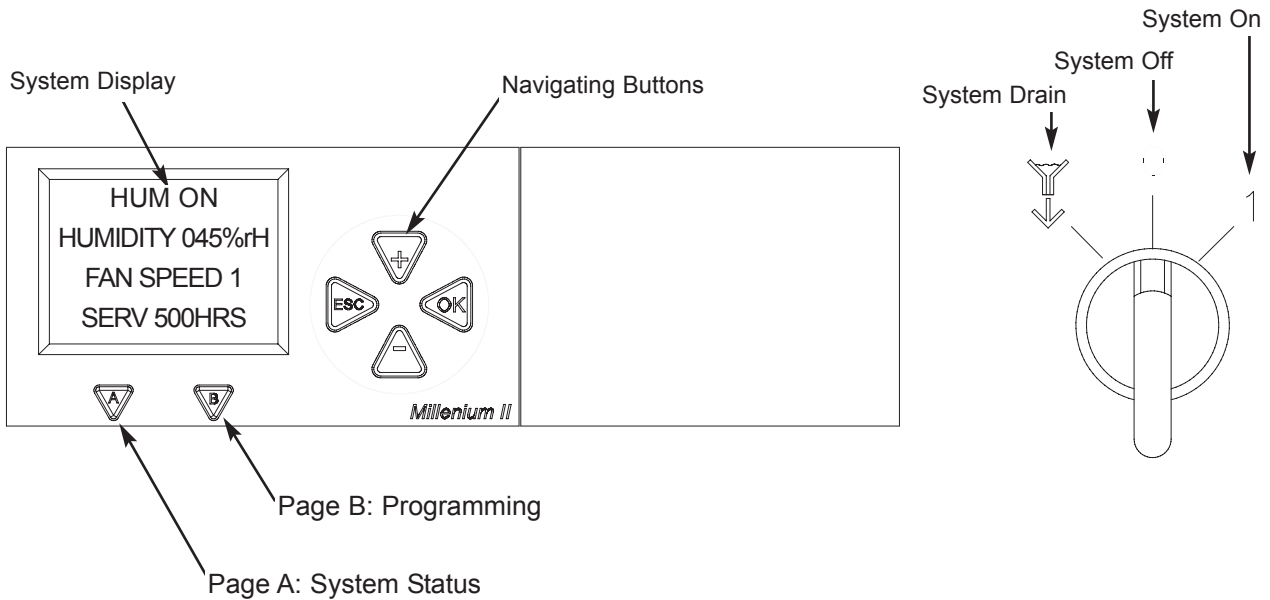 System On
System Off
System Drain
System Display
Navigating Buttons
HUM ON
HUMIDITY 045%rH
FAN SPEED 1
SERV 500HRS
+
ESC
OK
-
A
B
Millenium II
1
Page B: Programming
Page A: System Status